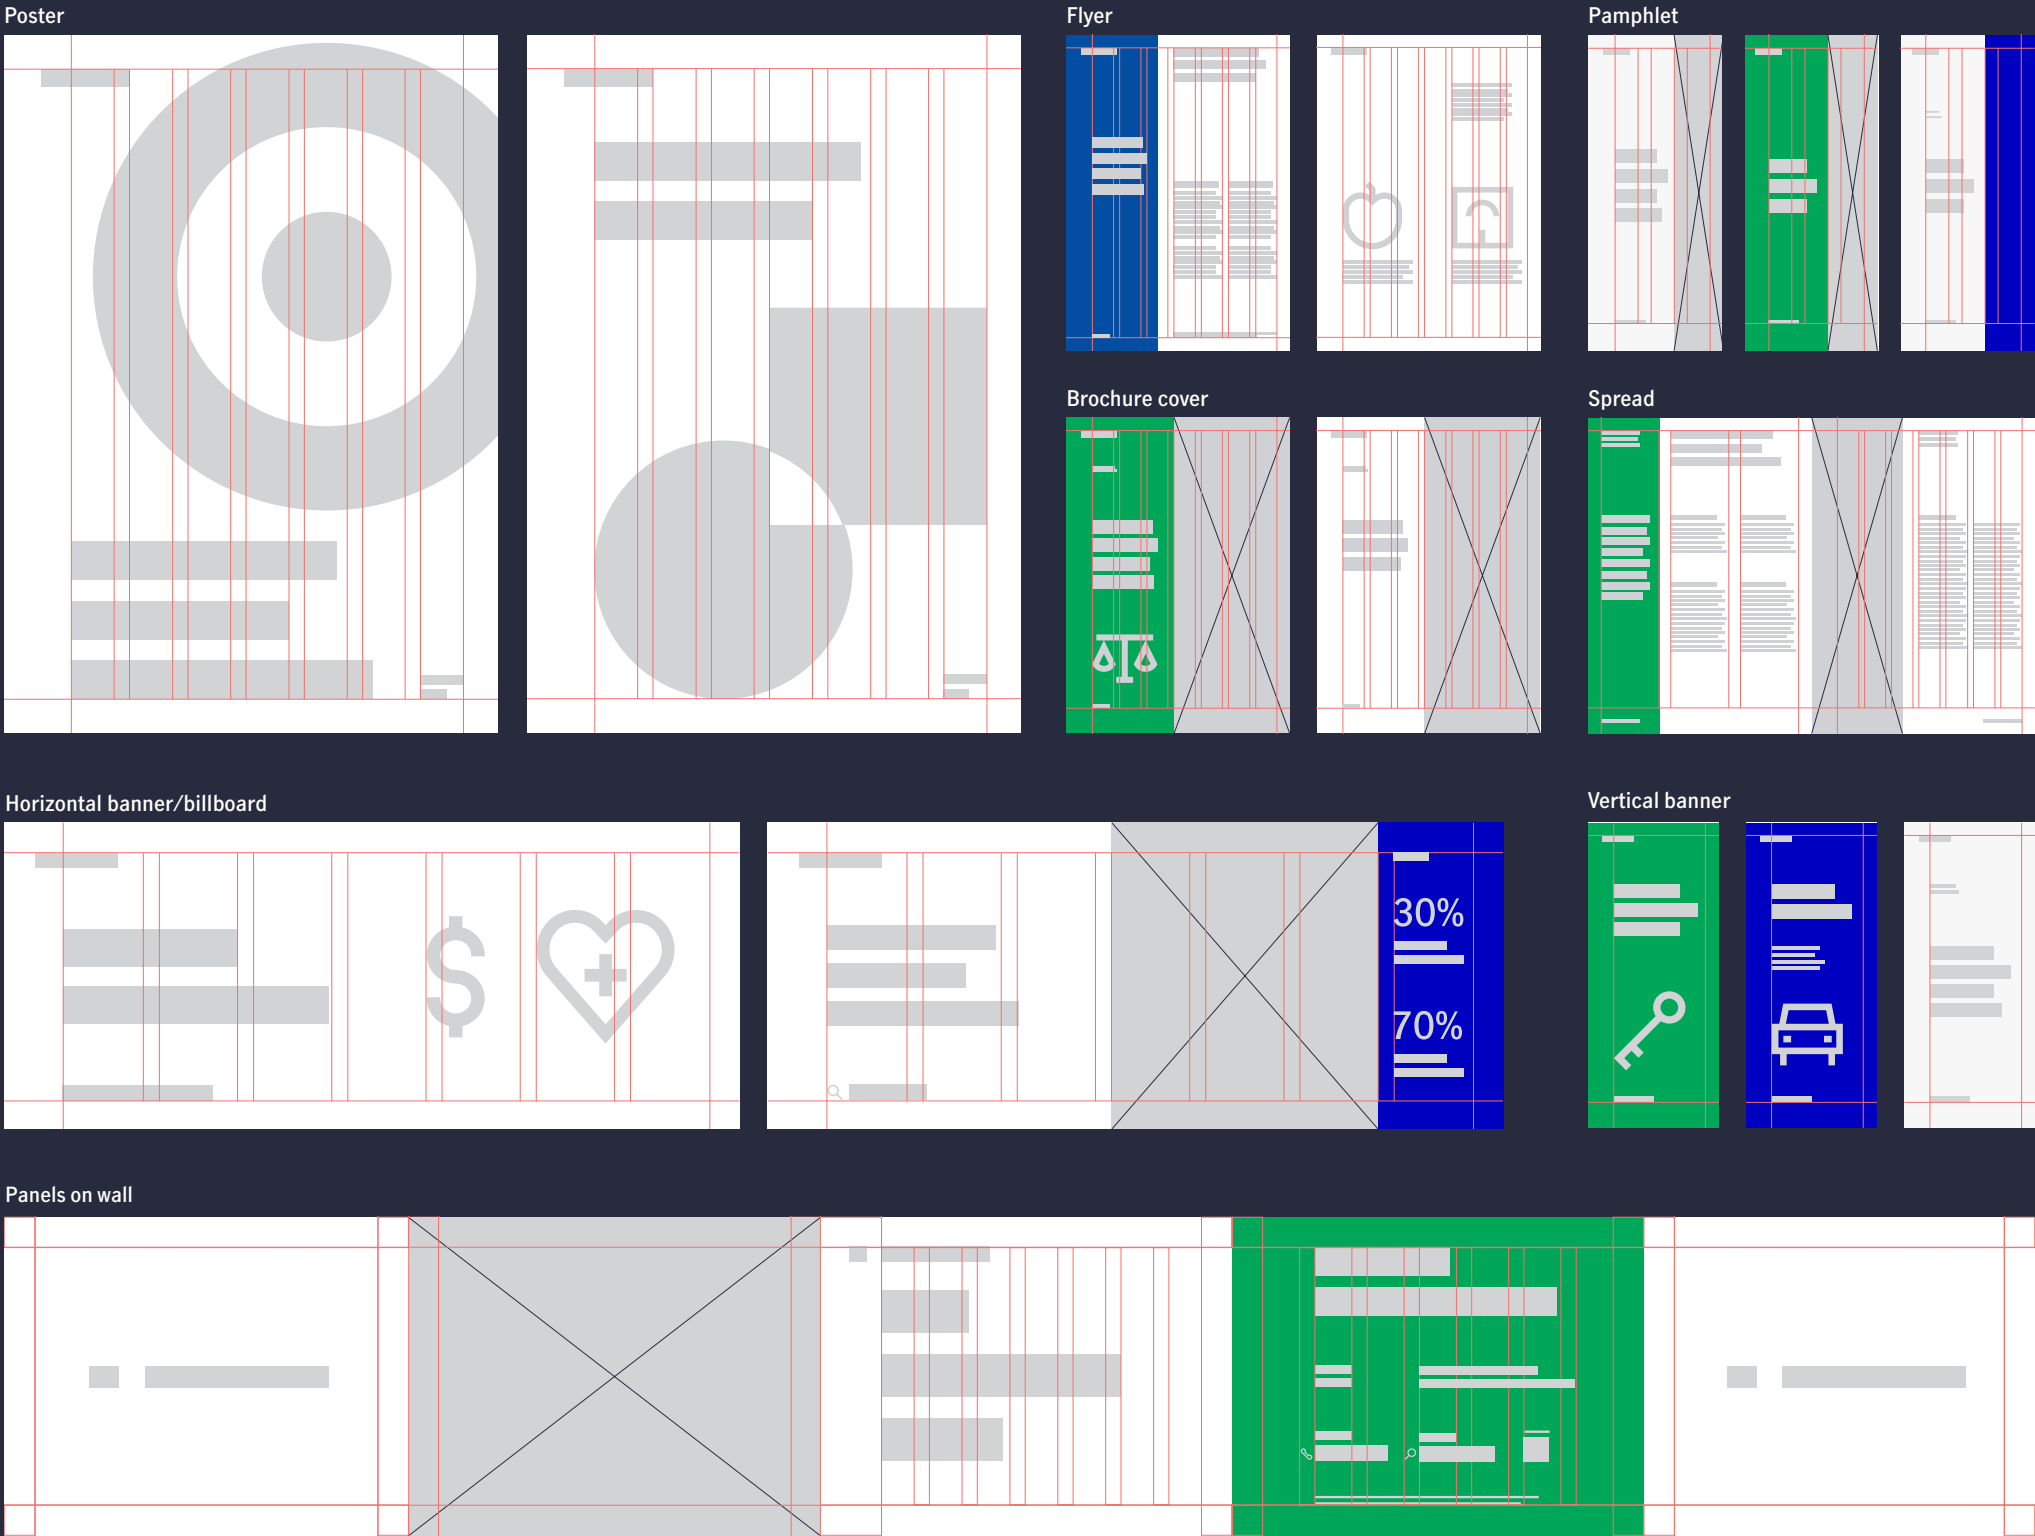 Poster
Flyer
Pamphlet
Brochure cover
Spread
Horizontal banner/billboard
Vertical banner
30%
70%
Panels on wall